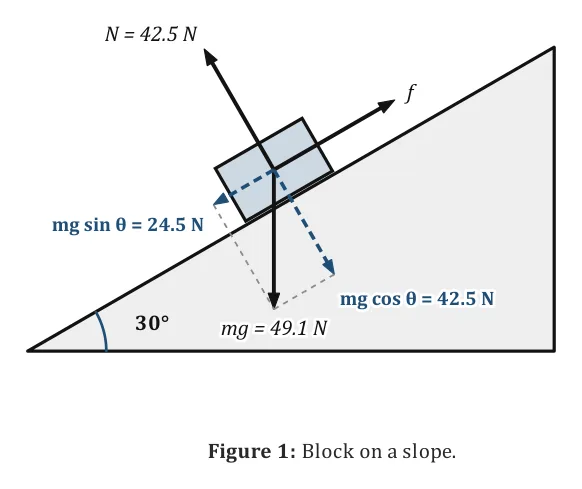 N = 42.5 N
f
mg sin θ = 24.5 N
mg cos θ = 42.5 N
30°
mg = 49.1 N
Figure 1: Block on a slope.